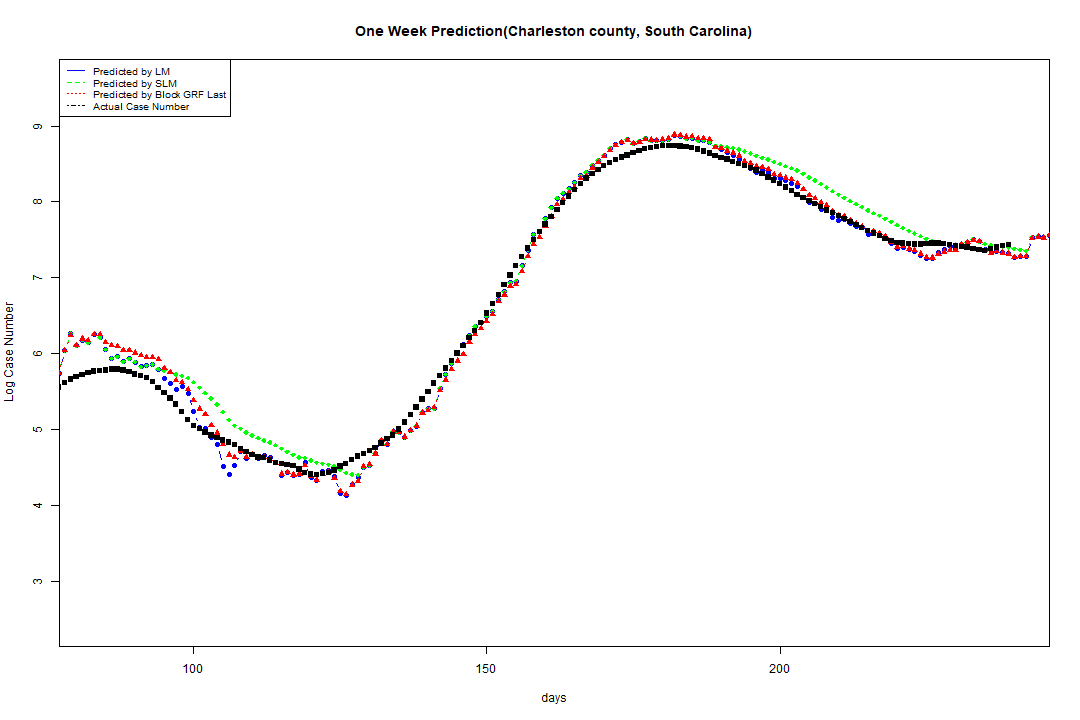 One Week Prediction(Charleston county, South Carolina)
Predicted by LM
Predicted by SLM
Predicted by Block GRF Last
Actual Case Number
Log Case Number
9
8
7
6
5
4
3
100 150 200
days